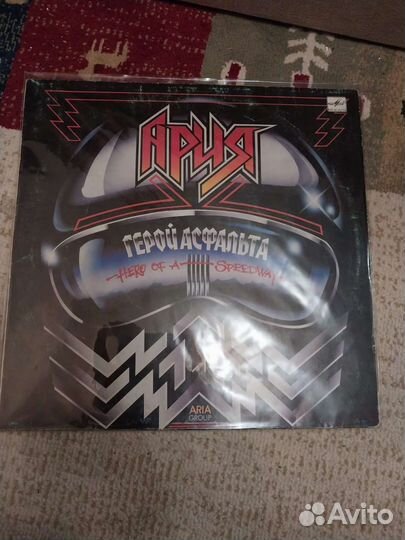 Ария
ГЕРОЙ АСФАЛЬТА
HERO OF A SPEEDWAY
ARIA
GROUP
Avito